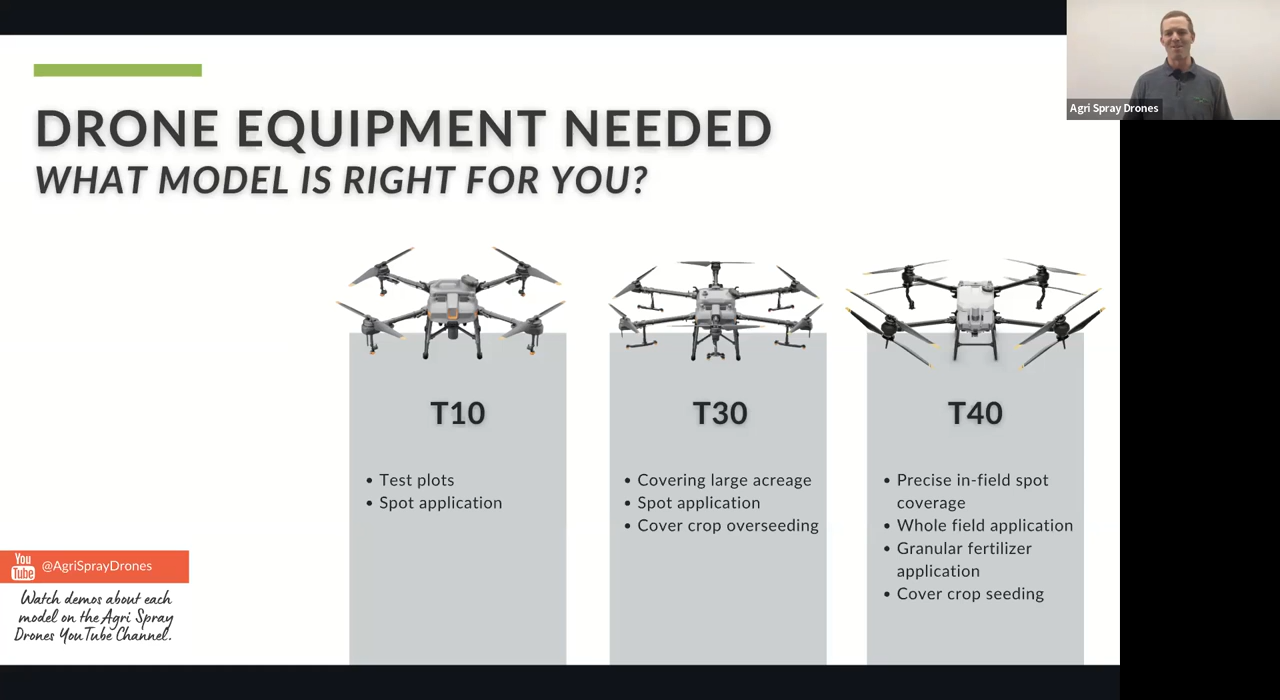 Agri Spray Drones
DRONE EQUIPMENT NEEDED
WHAT MODEL IS RIGHT FOR YOU?
T10
• Test plots
• Spot application
T30
• Covering large acreage
• Spot application
• Cover crop overseeding
T40
• Precise in-field spot
coverage
• Whole field application
• Granular fertilizer
application
• Cover crop seeding
You
Tube
@AgriSprayDrones
Watch demos about each
model on the Agri Spray
Drones YouTube Channel.